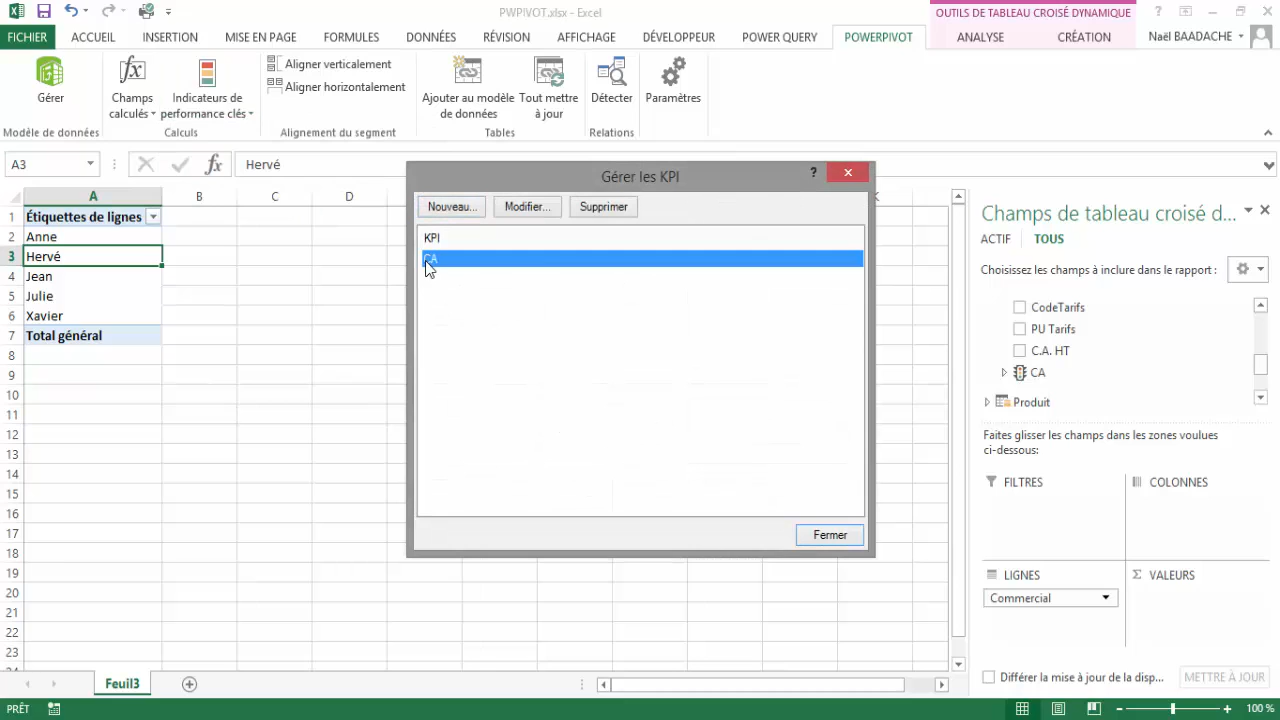 PWPIVOT.xlsx - Excel
OUTILS DE TABLEAU CROISÉ DYNAMIQUE
?
FICHIER ACCUEIL INSERTION MISE EN PAGE FORMULES DONNÉES RÉVISION AFFICHAGE DÉVELOPPEUR POWER QUERY POWERPIVOT ANALYSE CRÉATION Naël BAADACHE
Gérer
Champs calculés
Indicateurs de performance clés
Aligner verticalement
Aligner horizontalement
Ajouter au modèle de données
Tout mettre à jour
Détecter
Paramètres
Modèle de données Calculs Alignement du segment Tables Relations
A3 fx Hervé
A B C D K
1 Étiquettes de lignes
2 Anne
3 Hervé
4 Jean
5 Julie
6 Xavier
7 Total général
8
9
10
11
12
13
14
15
16
17
18
19
20
21
22
23
24
Gérer les KPI
?
Nouveau... Modifier... Supprimer
KPI
CA
Fermer
Champs de tableau croisé d...
ACTIF TOUS
Choisissez les champs à inclure dans le rapport :
CodeTarifs
PU Tarifs
C.A. HT
CA
Produit
Faites glisser les champs dans les zones voulues
ci-dessous:
FILTRES COLONNES
LIGNES Σ VALEURS
Commercial
Différer la mise à jour de la disp... METTRE À JOUR
Feuil3
PRÊT 100 %